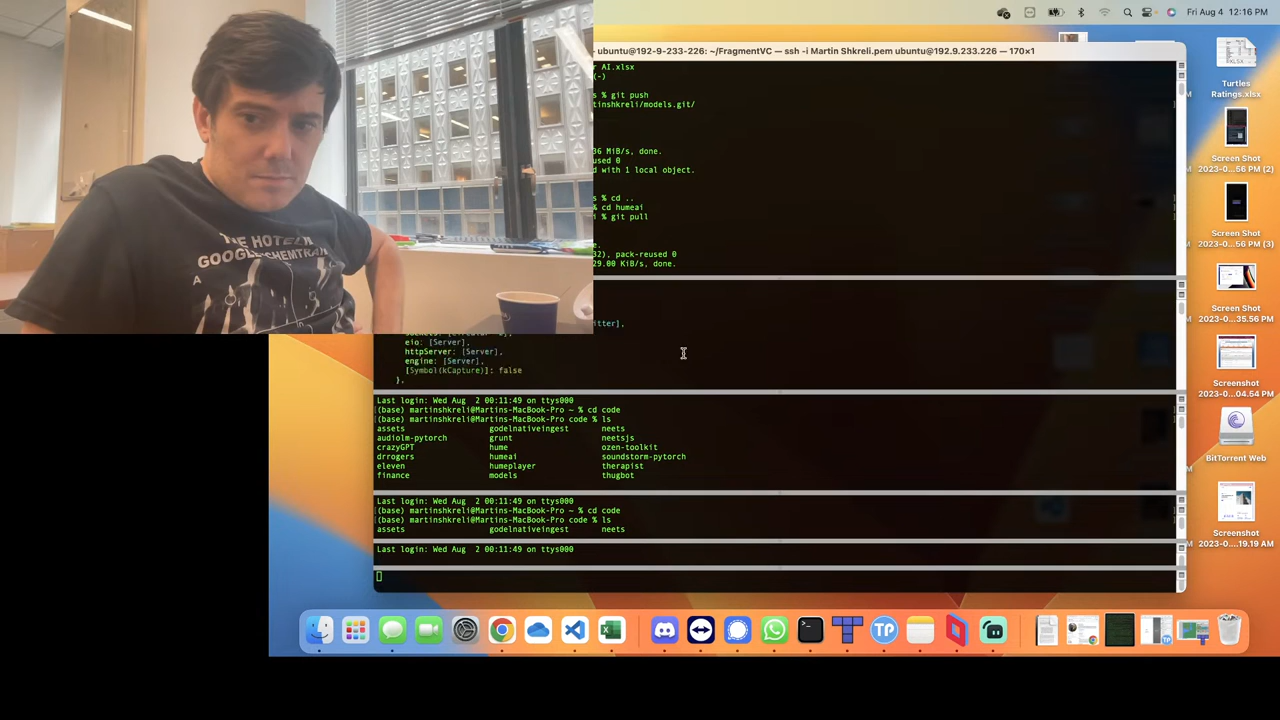 Fri Aug 4 12:16 PM
ubuntu@192-9-233-226: ~/FragmentVC — ssh -i Martin Shkreli.pem ubuntu@192.9.233.226 — 170×1
r AI.xlsx
(-)
s % git push
tinshkreli/models.git/
36 MiB/s, done.
used 0
d with 1 local object.
s % cd ..
% cd humeai
i % git pull
e.
32), pack-reused 0
29.00 KiB/s, done.
itter],
eio: [Server],
httpServer: [Server],
engine: [Server],
[Symbol(kCapture)]: false
},
Last login: Wed Aug  2 00:11:49 on ttys000
(base) martinshkreli@Martins-MacBook-Pro ~ % cd code
(base) martinshkreli@Martins-MacBook-Pro code % ls
assets godelnativeingest neets
audiolm-pytorch grunt neetsjs
crazyGPT hume ozen-toolkit
drrogers humeai soundstorm-pytorch
eleven humeplayer therapist
finance models thugbot
Last login: Wed Aug  2 00:11:49 on ttys000
(base) martinshkreli@Martins-MacBook-Pro ~ % cd code
(base) martinshkreli@Martins-MacBook-Pro code % ls
assets godelnativeingest neets
Last login: Wed Aug  2 00:11:49 on ttys000
XLSX
Turtles
Ratings.xlsx
Screen Shot
2023-0...56 PM (2)
Screen Shot
2023-0...56 PM (3)
Screen Shot
2023-0...35.56 PM
Screenshot
2023-0...04.54 PM
BitTorrent Web
Screenshot
2023-0....19.19 AM
THE HOTELIER
GOOGLE CHEMTRAILS
TP